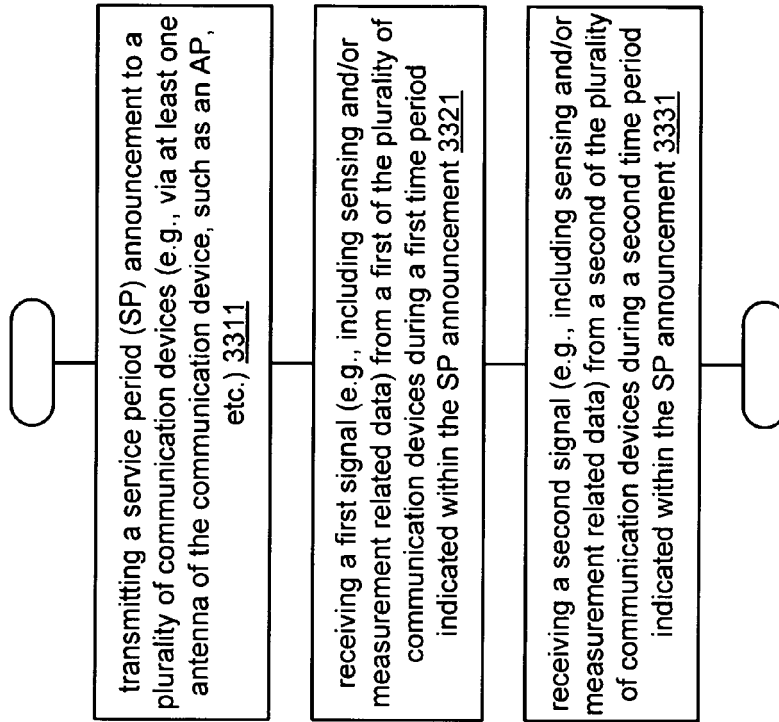 transmitting a service period (SP) announcement to a
plurality of communication devices (e.g., via at least one
antenna of the communication device, such as an AP,
etc.) 3311
receiving a first signal (e.g., including sensing and/or
measurement related data) from a first of the plurality of
communication devices during a first time period
indicated within the SP announcement 3321
receiving a second signal (e.g., including sensing and/or
measurement related data) from a second of the plurality
of communication devices during a second time period
indicated within the SP announcement 3331